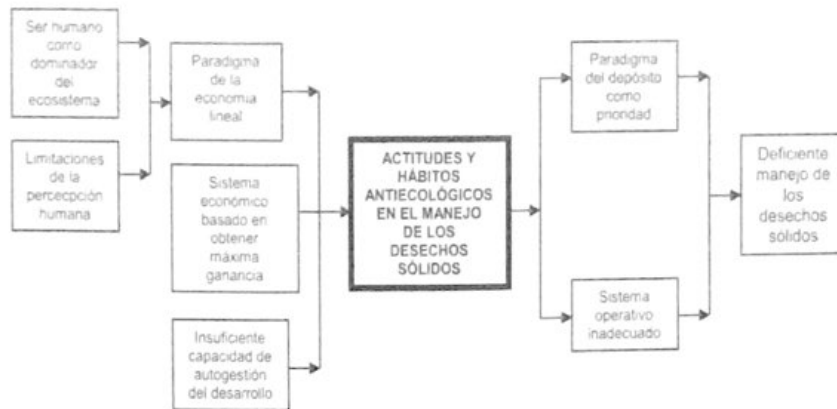 Ser humano
como
dominador
del
ecosistema
Limitaciones
de la
percepción
humana
Paradigma
de la
economía
lineal
Sistema
económico
basado en
obtener
máxima
ganancia
Insuficiente
capacidad de
autogestión
del desarrollo
ACTITUDES Y
HÁBITOS
ANTIECOLÓGICOS
EN EL MANEJO
DE LOS
DESECHOS
SÓLIDOS
Paradigma
del depósito
como
prioridad
Sistema
operativo
inadecuado
Deficiente
manejo de
los
desechos
sólidos